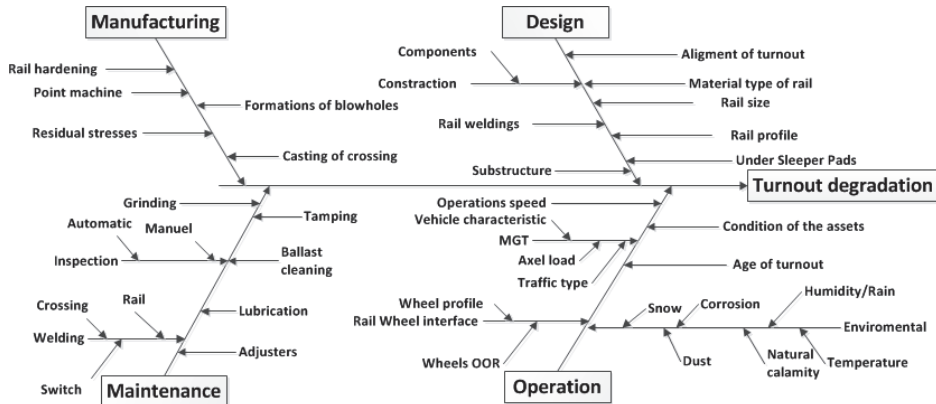 Manufacturing
Design
Components
Aligment of turnout
Rail hardening
Constraction
Material type of rail
Point machine
Formations of blowholes
Rail size
Rail weldings
Residual stresses
Rail profile
Casting of crossing
Under Sleeper Pads
Substructure
Turnout degradation
Grinding
Operations speed
Tamping
Vehicle characteristic
Automatic
Manuel
Condition of the assets
MGT
Inspection
Ballast
cleaning
Axel load
Age of turnout
Traffic type
Humidity/Rain
Crossing
Rail
Wheel profile
Snow
Corrosion
Lubrication
Rail Wheel interface
Enviromental
Welding
Adjusters
Wheels OOR
Dust
Natural
calamity
Temperature
Switch
Maintenance
Operation